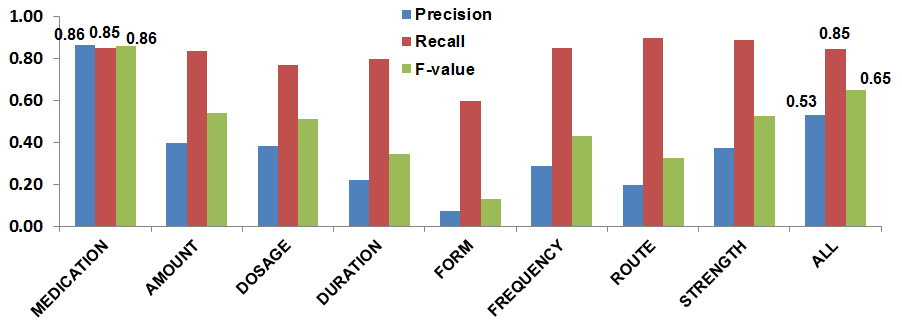 Precision
Recall
F-value
1.00
0.80
0.60
0.40
0.20
0.00
0.86
0.85
0.86
0.53
0.85
0.65
MEDICATION
AMOUNT
DOSAGE
DURATION
FORM
FREQUENCY
ROUTE
STRENGTH
ALL